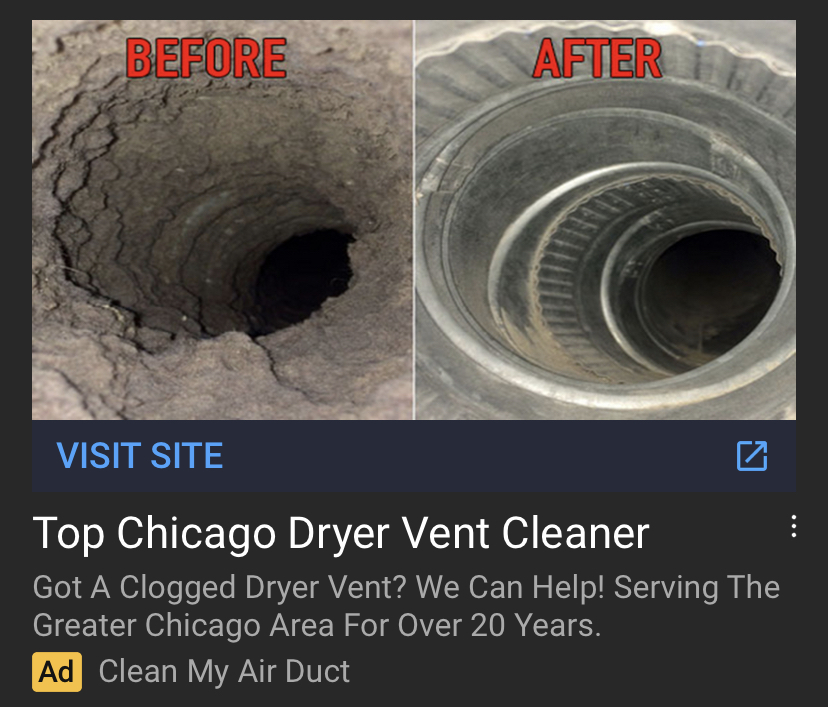 BEFORE
AFTER
VISIT SITE
Top Chicago Dryer Vent Cleaner
Got A Clogged Dryer Vent? We Can Help! Serving The
Greater Chicago Area For Over 20 Years.
Ad Clean My Air Duct